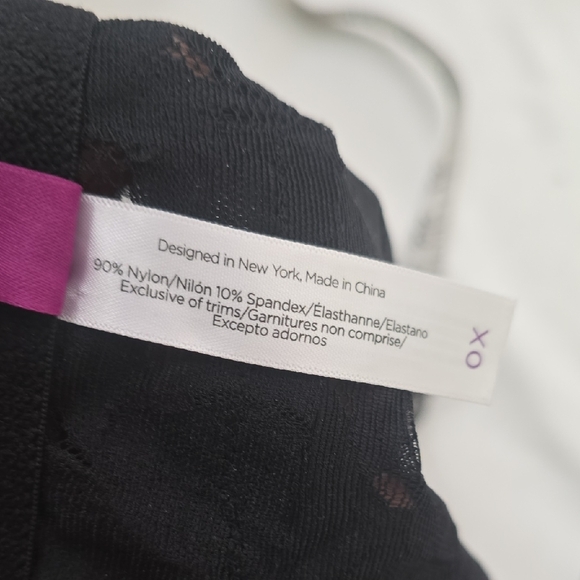 Designed in New York, Made in China
90% Nylon/Nilón 10% Spandex/Élasthanne/Elastano
Exclusive of trims/Garnitures non comprise/
Excepto adornos
XO